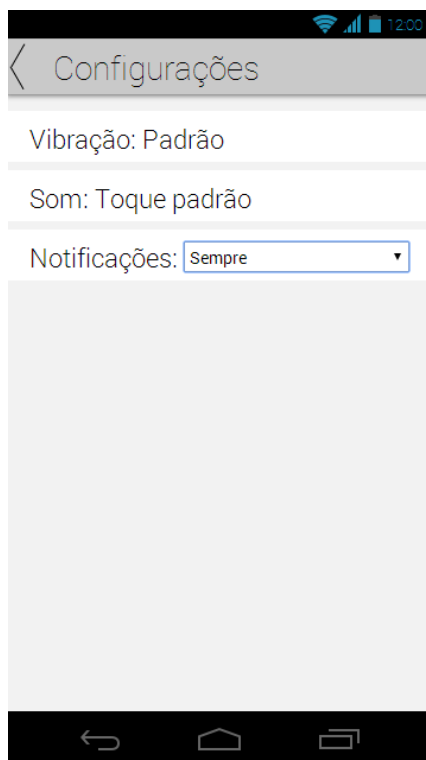 12:00
Configurações
Vibração: Padrão
Som: Toque padrão
Notificações: Sempre